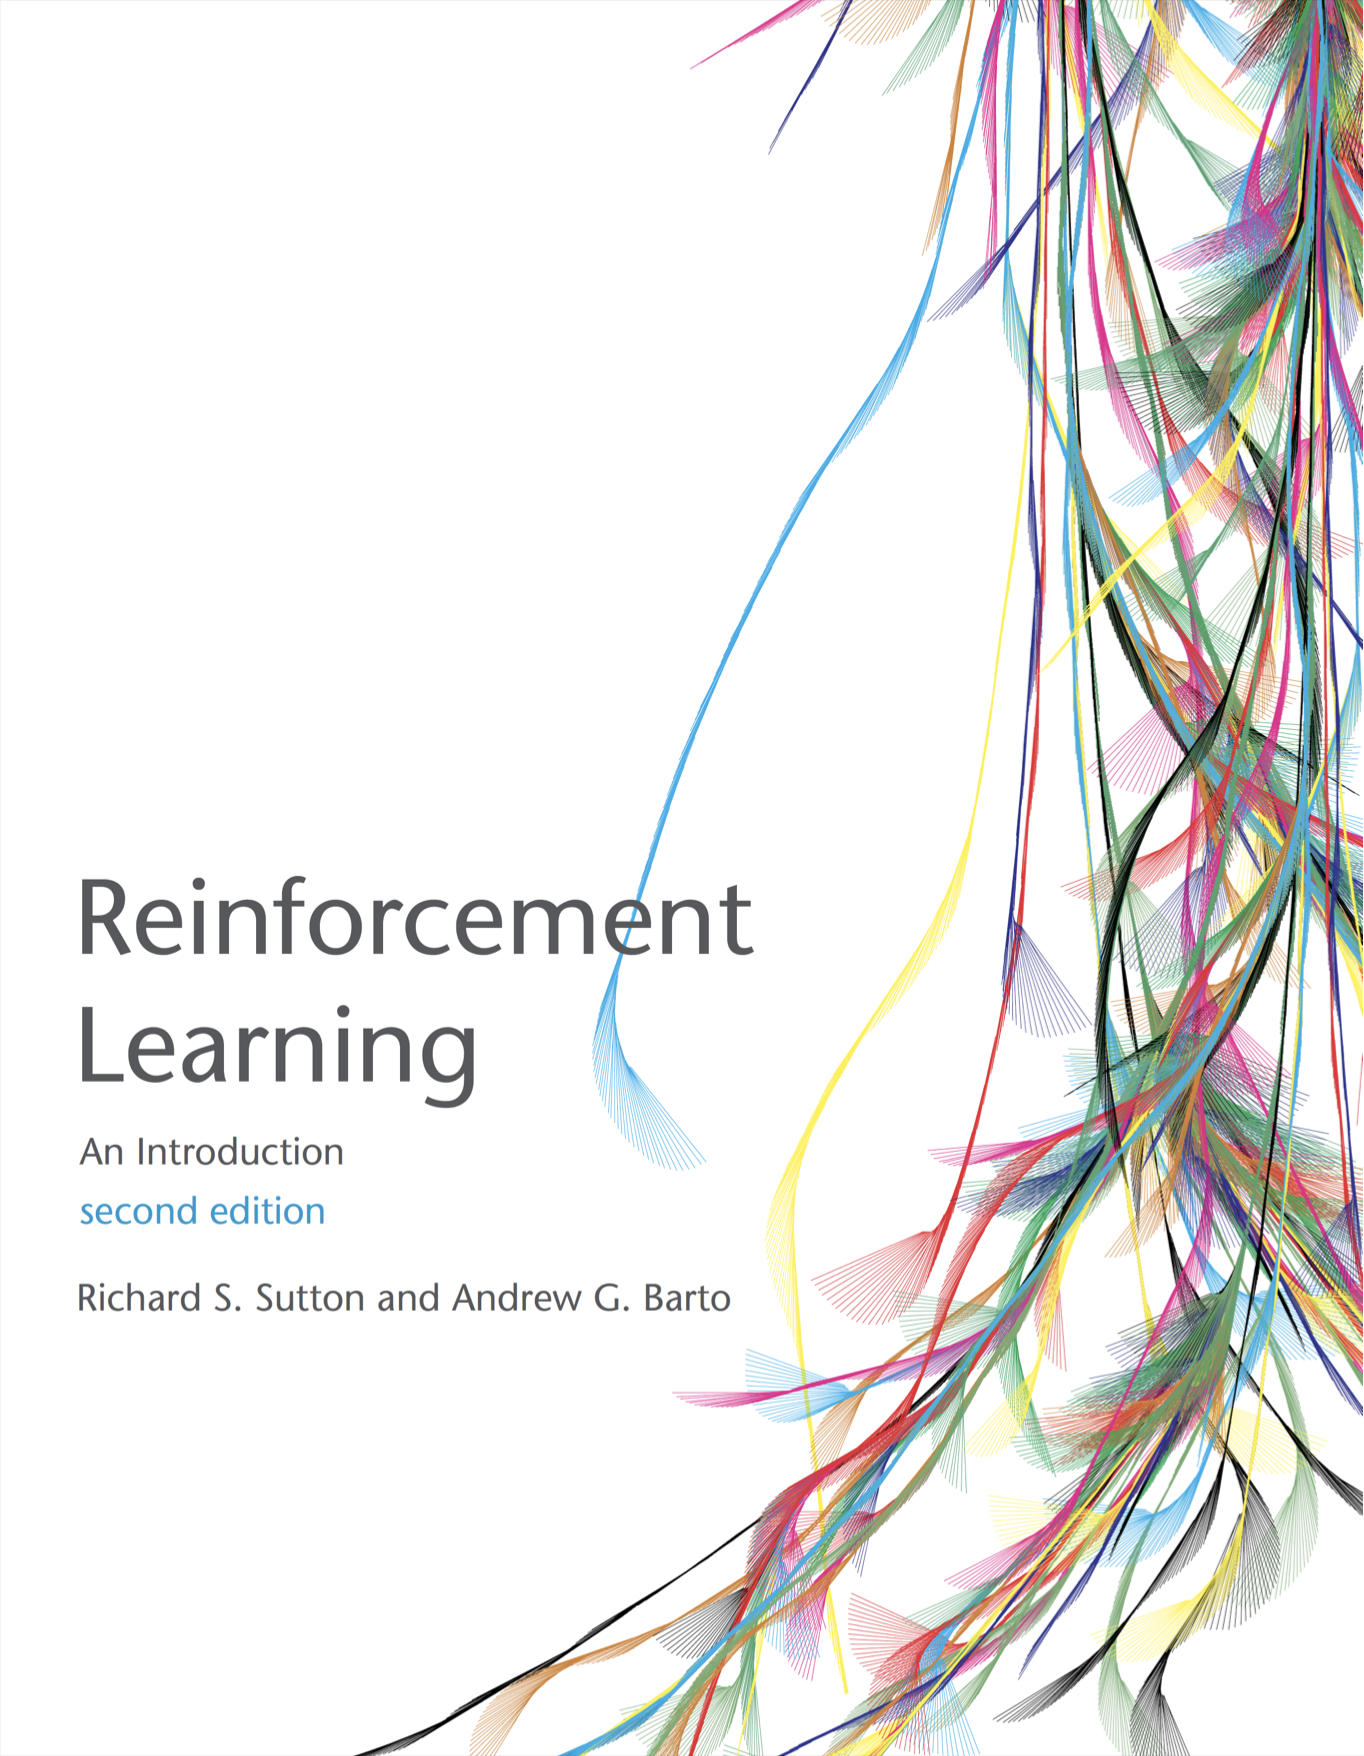 Reinforcement
Learning
An Introduction
second edition
Richard S. Sutton and Andrew G. Barto